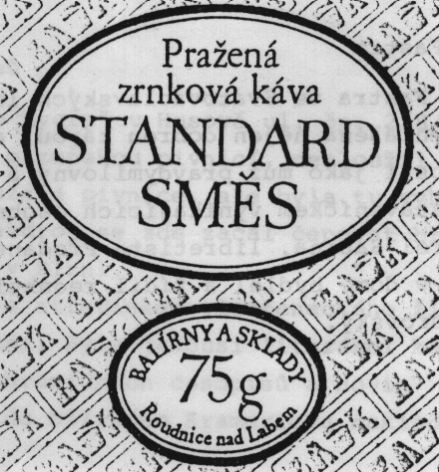 Pražená
zrnková káva
STANDARD
SMĚS
BALÍRNY A SKLADY
75g
Roudnice nad Labem